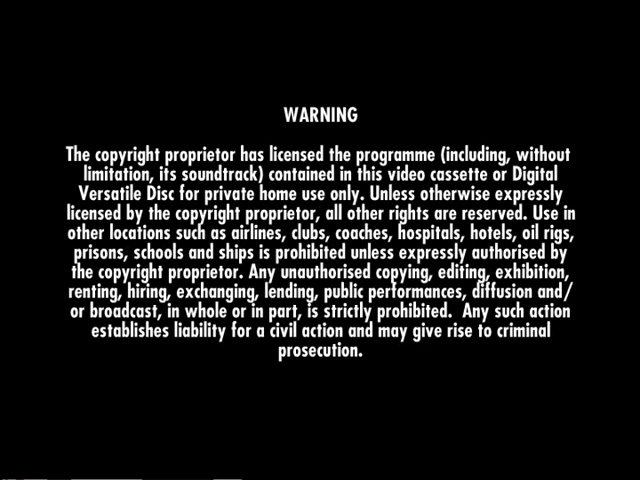 WARNING
The copyright proprietor has licensed the programme (including, without
limitation, its soundtrack) contained in this video cassette or Digital
Versatile Disc for private home use only. Unless otherwise expressly
licensed by the copyright proprietor, all other rights are reserved. Use in
other locations such as airlines, clubs, coaches, hospitals, hotels, oil rigs,
prisons, schools and ships is prohibited unless expressly authorised by
the copyright proprietor. Any unauthorised copying, editing, exhibition,
renting, hiring, exchanging, lending, public performances, diffusion and/
or broadcast, in whole or in part, is strictly prohibited.  Any such action
establishes liability for a civil action and may give rise to criminal
prosecution.